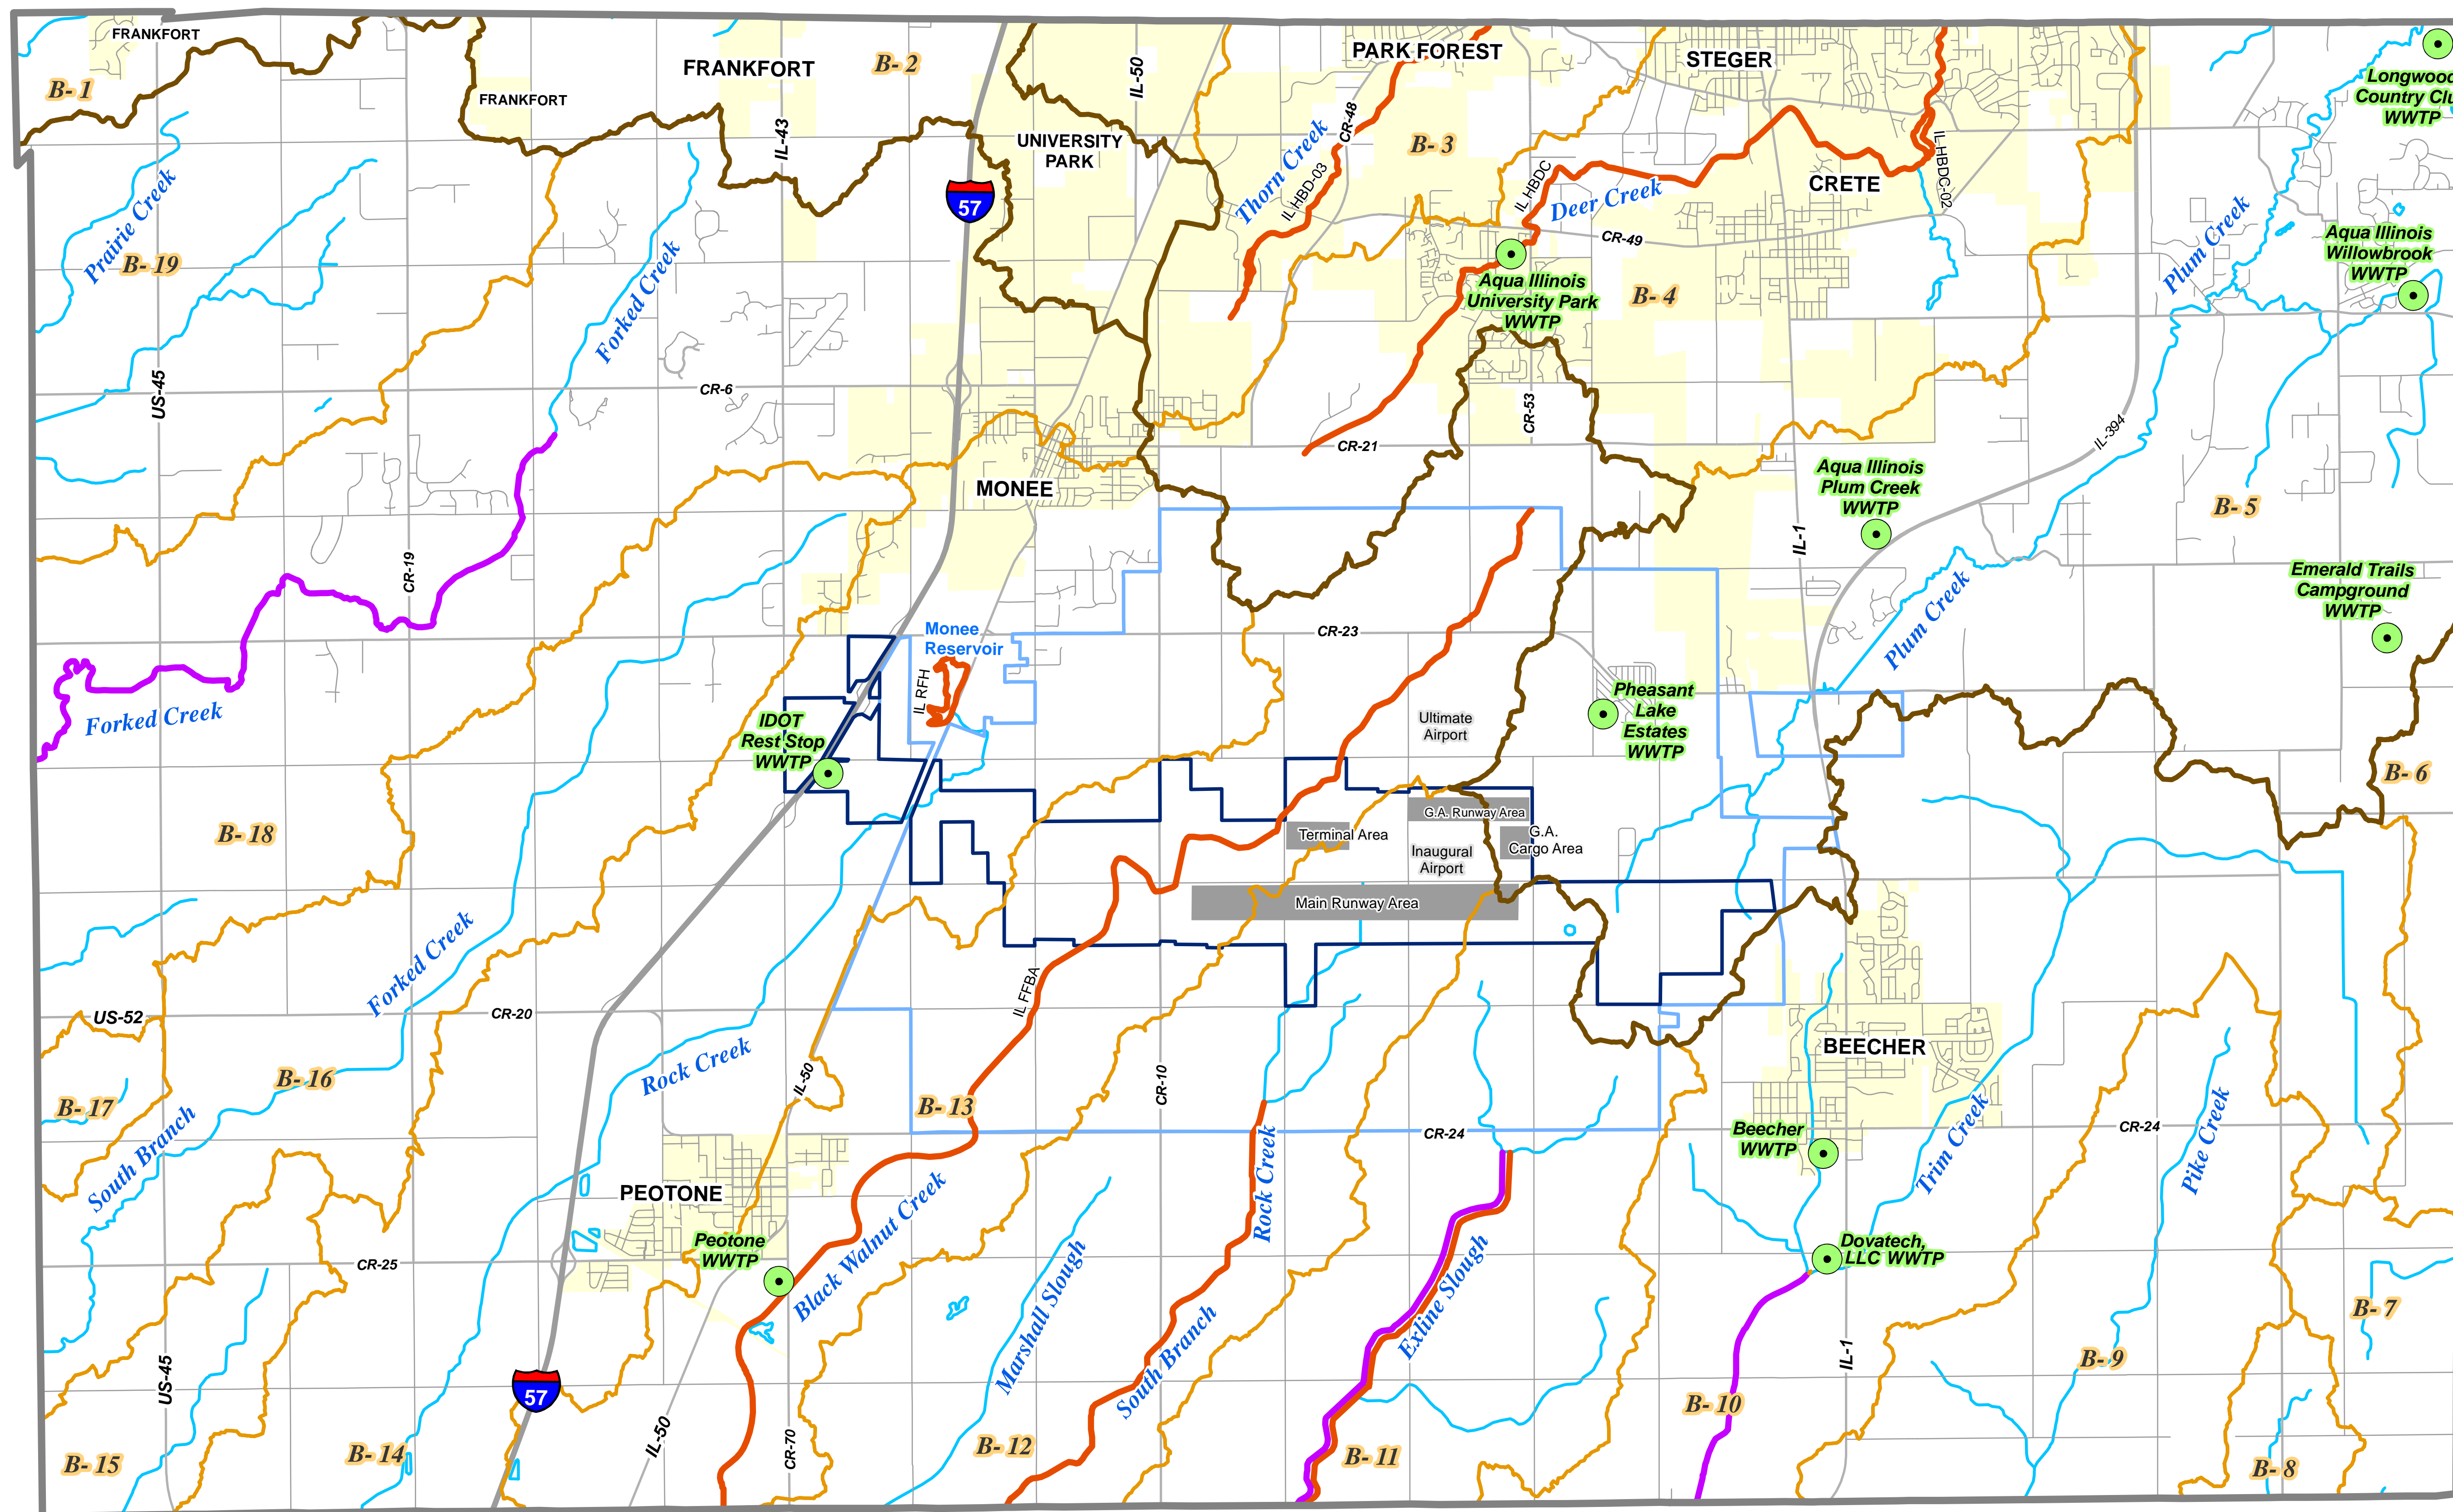 FRANKFORT
B- 1
FRANKFORT
FRANKFORT
B- 2
IL-43
IL-50
UNIVERSITY
PARK
57
PARK FOREST
CR-48
B- 3
Thorn Creek
IL HBD-03
STEGER
CRETE
IL HBDC
Deer Creek
IL HBDC-02
CR-49
Longwood
Country Clu
WWTP
Aqua Illinois
Willowbrook
WWTP
Plum Creek
Aqua Illinois
University Park
WWTP
B- 4
Prairie Creek
B- 19
Forked Creek
US-45
CR-6
CR-53
CR-21
IL-394
MONEE
Aqua Illinois
Plum Creek
WWTP
B- 5
IL-1
CR-19
Emerald Trails
Campground
WWTP
Plum Creek
Monee
Reservoir
CR-23
IL RFH
Forked Creek
IDOT
Rest Stop
WWTP
Ultimate
Airport
Pheasant
Lake
Estates
WWTP
B- 6
B- 18
G.A. Runway Area
Terminal Area
G.A.
Cargo Area
Inaugural
Airport
Main Runway Area
Forked Creek
IL FFBA
US-52
CR-20
BEECHER
Rock Creek
IL-50
CR-10
B- 16
B- 17
B- 13
South Branch
CR-24
Beecher
WWTP
Trim Creek
CR-24
Pike Creek
PEOTONE
Rock Creek
Black Walnut Creek
Peotone
WWTP
CR-25
Marshall Slough
Exline Slough
Dovatech,
LLC WWTP
B- 7
South Branch
US-45
57
IL-1
B- 9
B- 10
IL-50
CR-70
B- 12
B- 11
B- 14
B- 15
B- 8